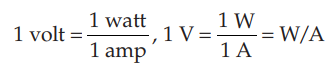 1 volt = 1 watt / 1 amp , 1 V = 1 W / 1 A = W/A